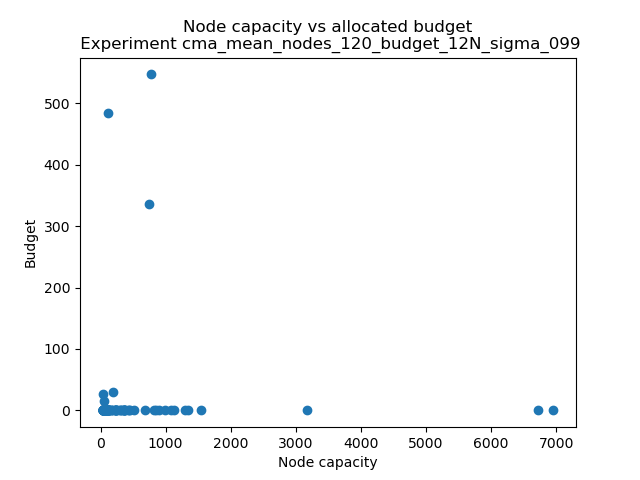 Node capacity vs allocated budget
Experiment cma_mean_nodes_120_budget_12N_sigma_099
500
400
300
200
100
0
Budget
0 1000 2000 3000 4000 5000 6000 7000
Node capacity